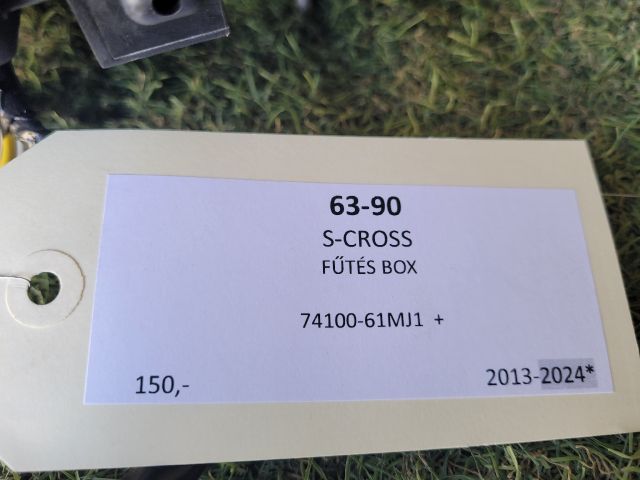 63-90
S-CROSS
FŰTÉS BOX
74100-61MJ1 +
150,- 2013-2024*